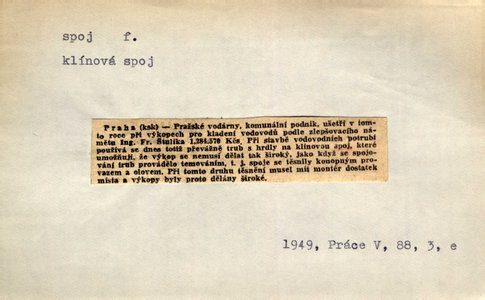 spoj f.
klínová spoj
Praha (ksk) — Pražské vodárny, komunální podnik, ušetří v tom-
to roce při výkopech pro kladení vodovodů podle zlepšovacího ná-
mětu Ing. Fr. Štulíka 1,284.570 Kčs. Při stavbě vodovodních potrubí
používá se dnes totiž převážně trub s hrdly na klínovou spoj, které
umožňují, že výkop se nemusí dělat tak široký, jako když se spojo-
vání trub provádělo temováním, t. j. spoje se těsnily konopným pro-
vazem a olovem. Při tomto druhu těsnění musel mít montér dostatek
místa a výkopy byly proto dělány široké.
1949, Práce V, 88, 3, e